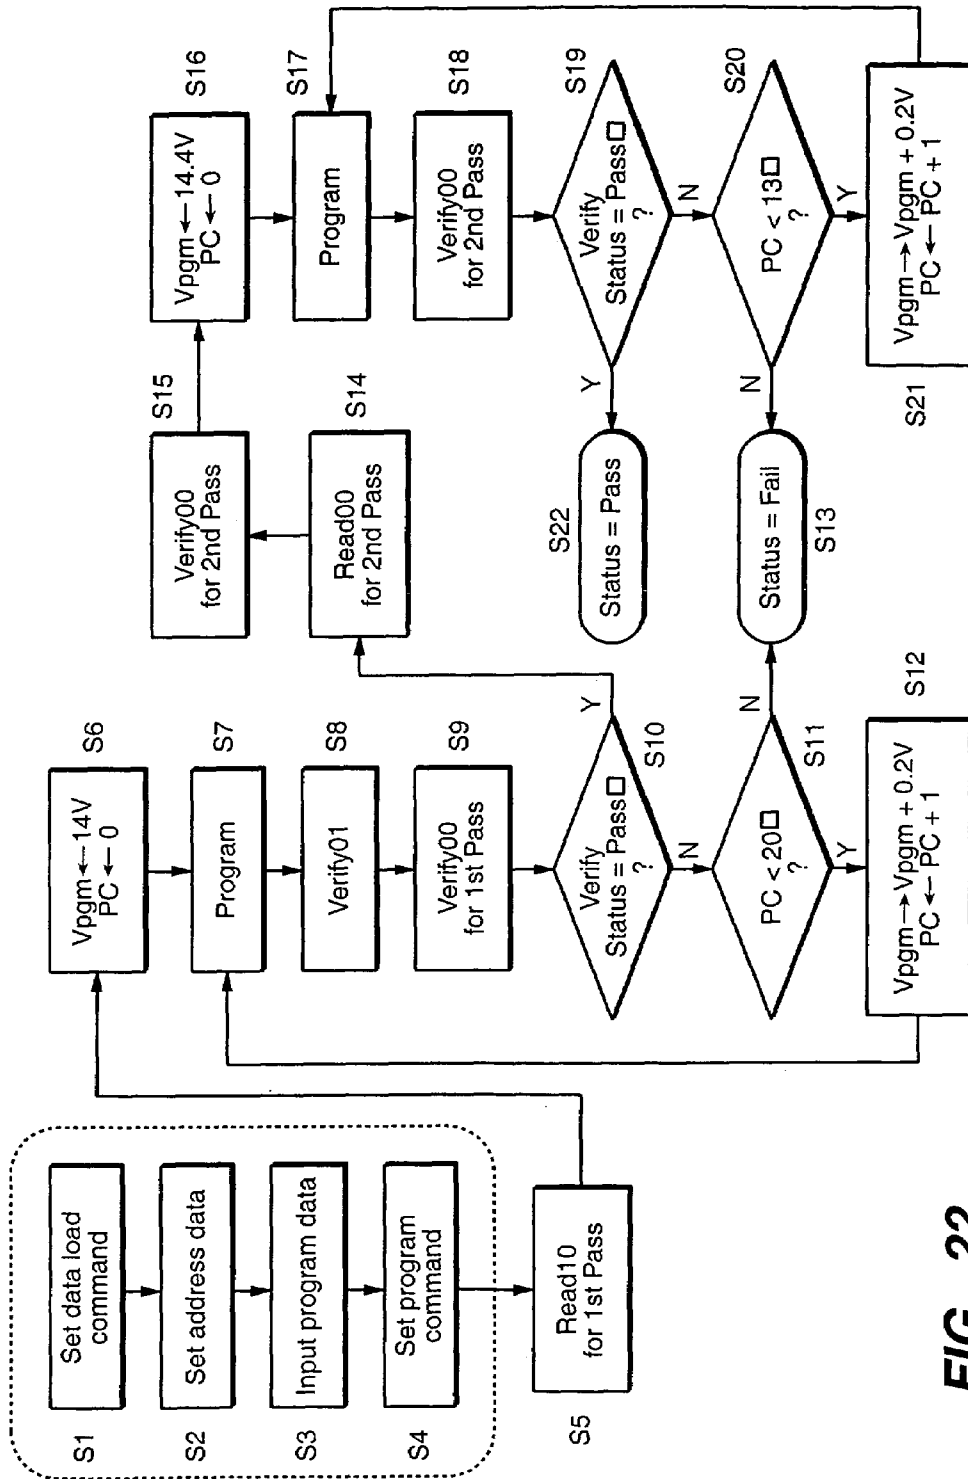 S1
Set data load
command
S2
Set address data
S3
Input program data
S4
Set program
command
S5
Read10
for 1st Pass
S6
Vpgm ← 14V
PC ← 0
S7
Program
S8
Verify01
S9
Verify00
for 1st Pass
S10
Verify
Status = Pass□
?
Y
N
S11
PC < 20□
?
N
Y
S12
Vpgm → Vpgm + 0.2V
PC ← PC + 1
S13
Status = Fail
S14
Read00
for 2nd Pass
S15
Verify00
for 2nd Pass
S16
Vpgm ← 14.4V
PC ← 0
S17
Program
S18
Verify00
for 2nd Pass
S19
Verify
Status = Pass□
?
Y
N
S20
PC < 13□
?
N
Y
S21
Vpgm → Vpgm + 0.2V
PC ← PC + 1
S22
Status = Pass
FIG._22